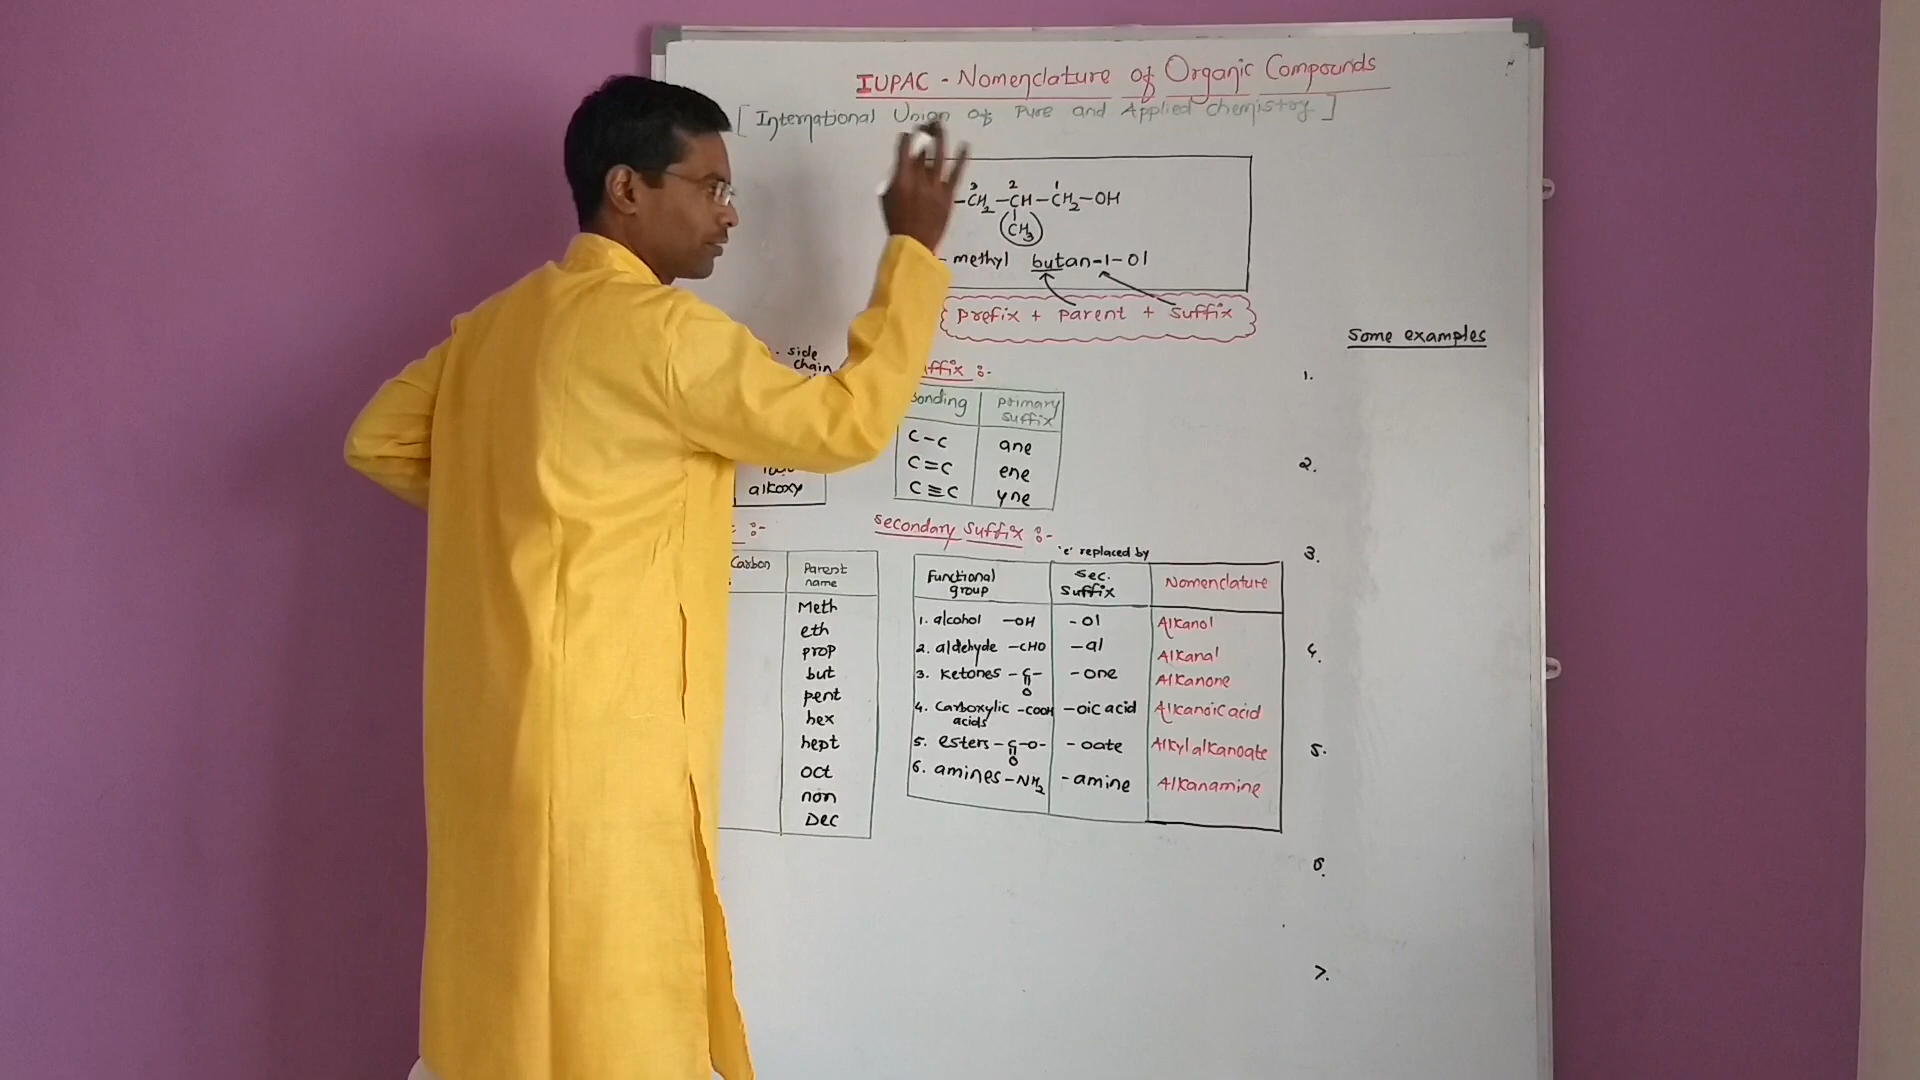 IUPAC - Nomenclature of Organic Compounds
[International Union of Pure and Applied Chemistry]
3 2 1
-CH2-CH-CH2-OH
CH3
- methyl butan-1-ol
Prefix + Parent + Suffix
Some examples
side
chain
uffix :-
Bonding Primary suffix
C-C ane
C=C ene
C≡C yne
alkoxy
:-
Carbon Parent name
Meth
eth
prop
but
pent
hex
hept
oct
non
Dec
Secondary Suffix :-
'e' replaced by
Functional group Sec. Suffix Nomenclature
1. alcohol -OH -ol Alkanol
2. aldehyde -CHO -al Alkanal
3. Ketones -C- -one Alkanone
O
4. Carboxylic acids -COOH -oic acid Alkanoic acid
5. esters -C-O- -oate Alkyl alkanoate
O
6. amines -NH2 -amine Alkanamine
1.
2.
3.
4.
5.
6.
7.